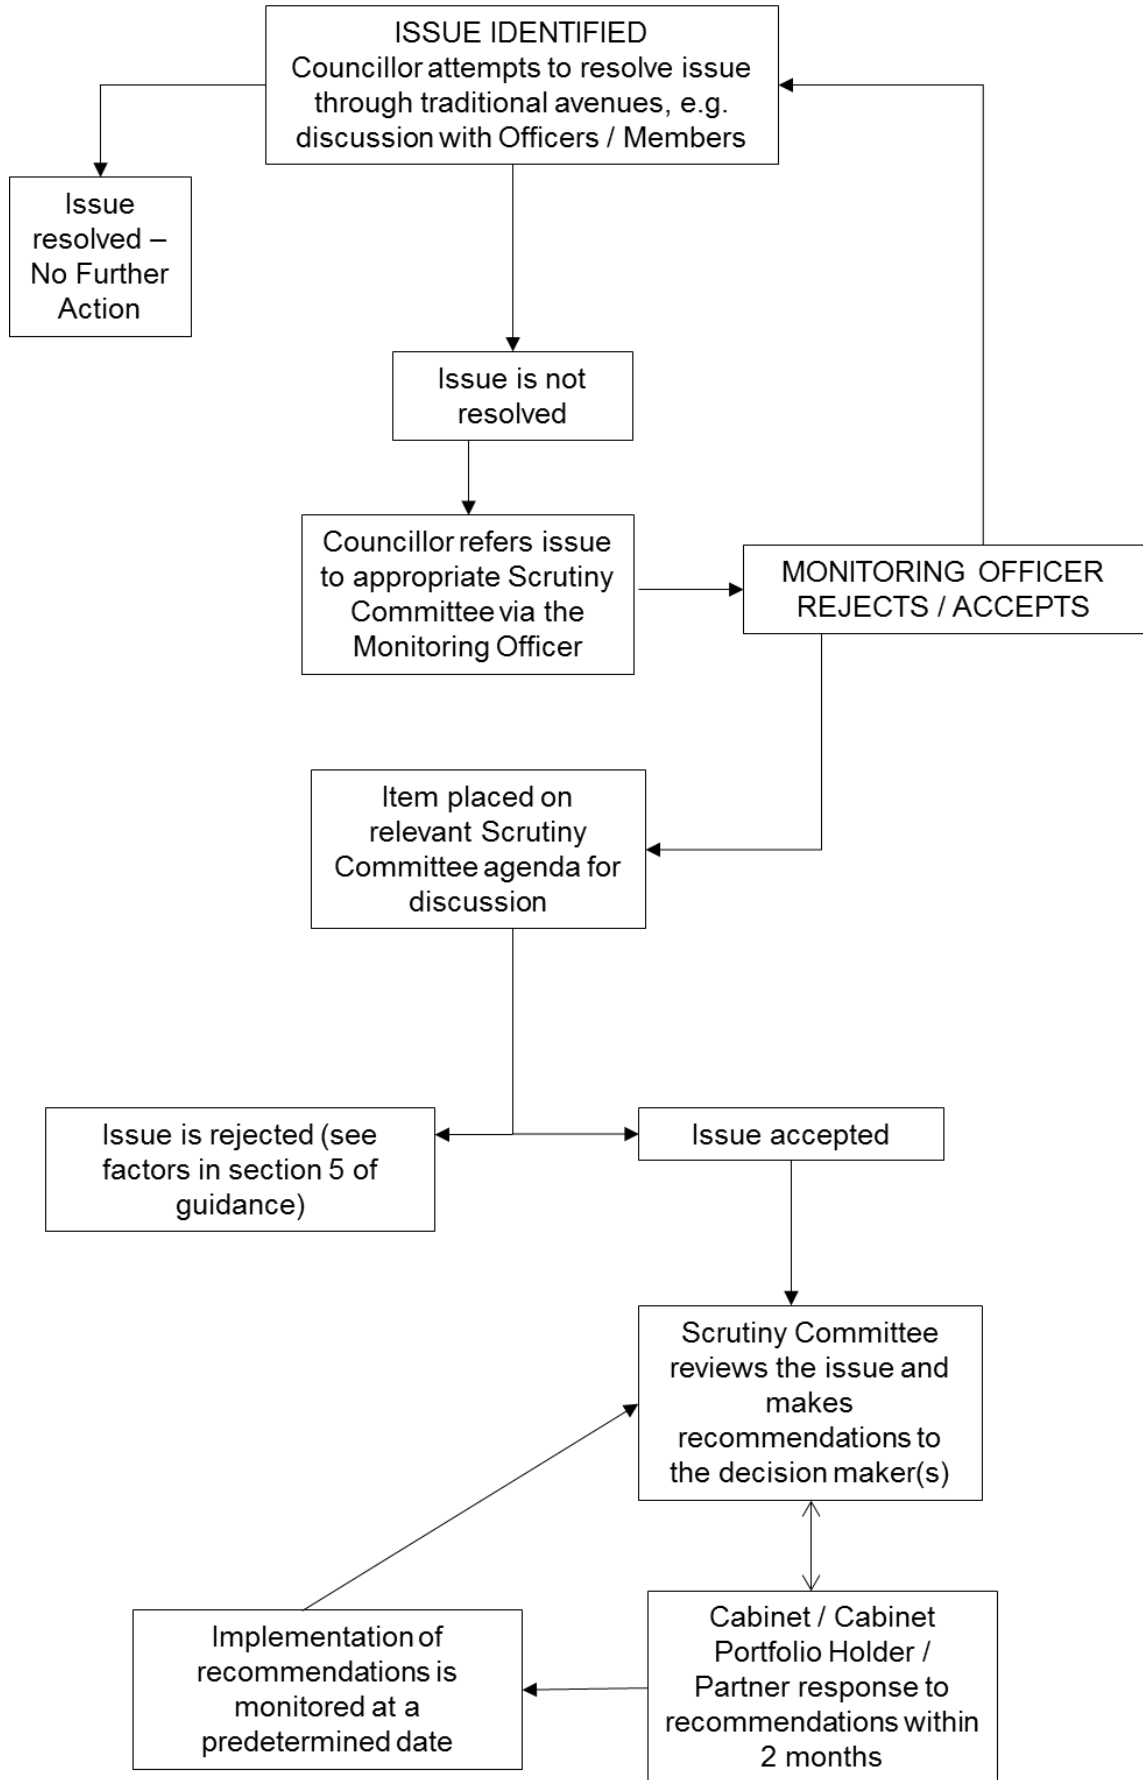 ISSUE IDENTIFIED
Councillor attempts to resolve issue
through traditional avenues, e.g.
discussion with Officers / Members
Issue
resolved –
No Further
Action
Issue is not
resolved
Councillor refers issue
to appropriate Scrutiny
Committee via the
Monitoring Officer
MONITORING OFFICER
REJECTS / ACCEPTS
Item placed on
relevant Scrutiny
Committee agenda for
discussion
Issue is rejected (see
factors in section 5 of
guidance)
Issue accepted
Scrutiny Committee
reviews the issue and
makes
recommendations to
the decision maker(s)
Implementation of
recommendations is
monitored at a
predetermined date
Cabinet / Cabinet
Portfolio Holder /
Partner response to
recommendations within
2 months